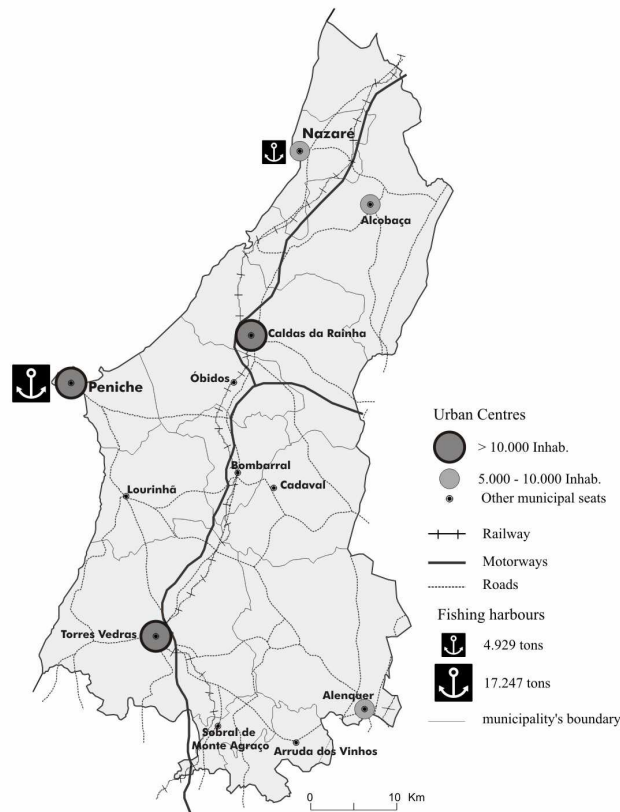 Nazaré
Alcobaça
Caldas da Raínha
Peniche
Óbidos
Bombarral
Lourinhã
Cadaval
Torres Vedras
Alenquer
Sobral de
Monte Agraço
Arruda dos Vinhos
Urban Centres
> 10.000 Inhab.
5.000 - 10.000 Inhab.
Other municipal seats
Railway
Motorways
Roads
Fishing harbours
4.929 tons
17.247 tons
municipality's boundary
0 10 Km